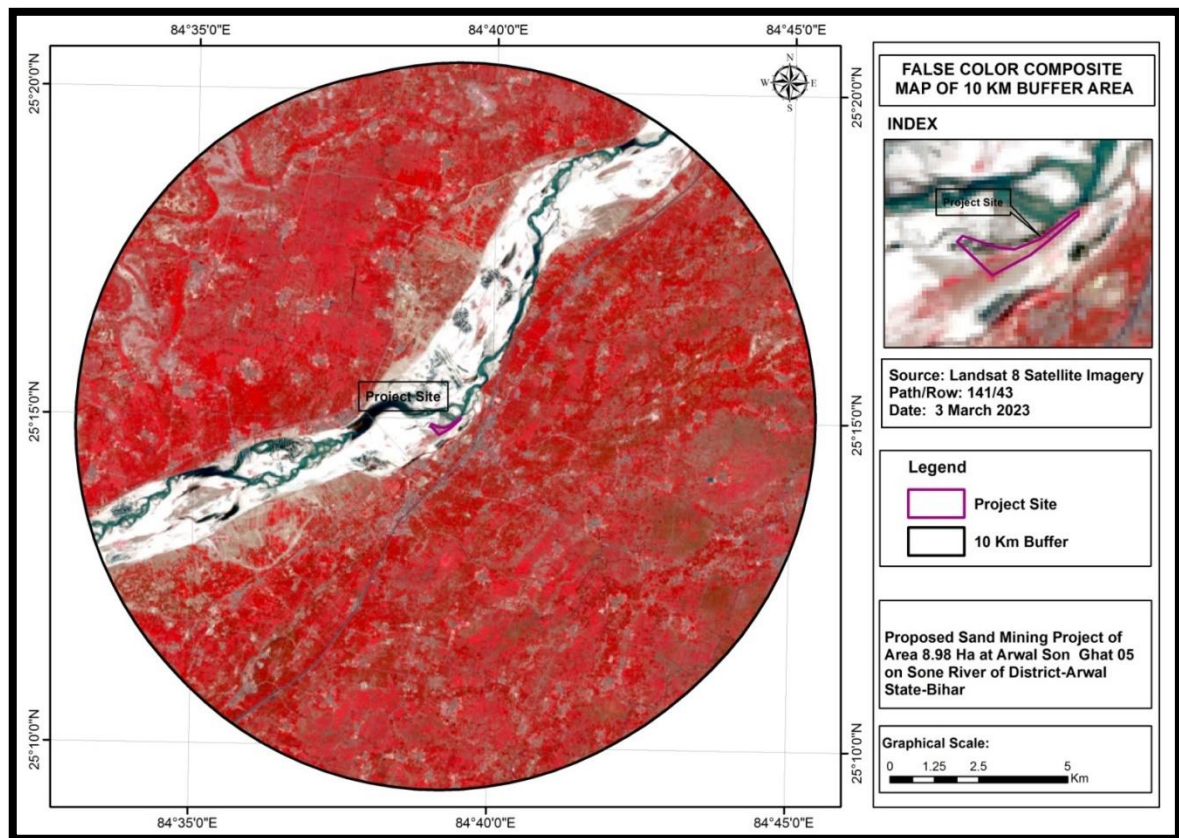 84°35'0"E
84°40'0"E
84°45'0"E
25°20'0"N
25°20'0"N
25°15'0"N
25°15'0"N
25°10'0"N
25°10'0"N
84°35'0"E
84°40'0"E
84°45'0"E
N
W
E
S
Project Site
FALSE COLOR COMPOSITE
MAP OF 10 KM BUFFER AREA
INDEX
Project Site
Source: Landsat 8 Satellite Imagery
Path/Row: 141/43
Date: 3 March 2023
Legend
Project Site
10 Km Buffer
Proposed Sand Mining Project of
Area 8.98 Ha at Arwal Son Ghat 05
on Sone River of District-Arwal
State-Bihar
Graphical Scale:
0 1.25 2.5 5
Km